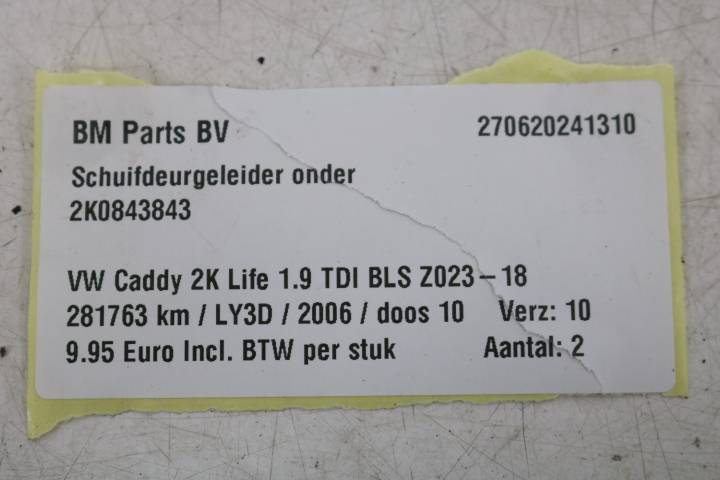 BM Parts BV 270620241310
Schuifdeurgeleider onder
2K0843843
VW Caddy 2K Life 1.9 TDI BLS Z023-18
281763 km / LY3D / 2006 / doos 10 Verz: 10
9.95 Euro Incl. BTW per stuk Aantal: 2